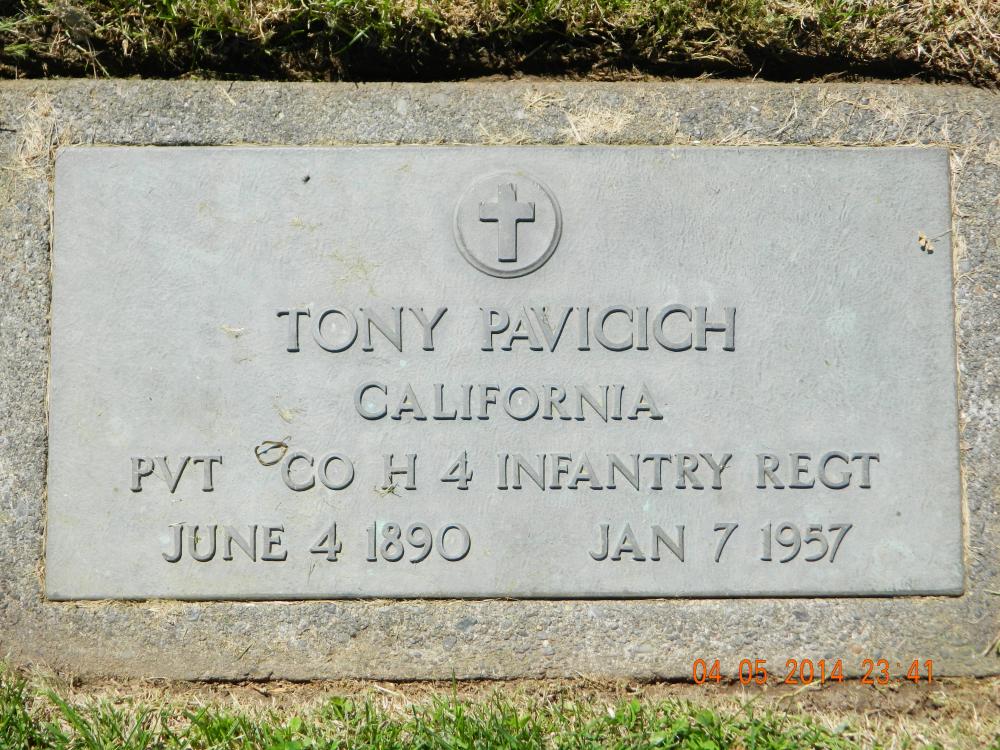 TONY PAVICICH
CALIFORNIA
PVT CO H 4 INFANTRY REGT
JUNE 4 1890 JAN 7 1957
04 05 2014 23 41